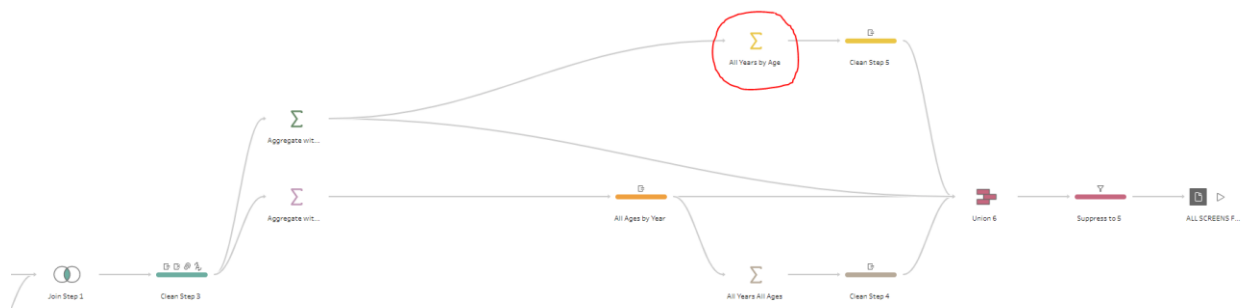 All Years by Age
Clean Step 5
Aggregate wit...
Aggregate wit...
All Ages by Year
Union 6
Suppress to 5
ALL SCREENS F...
Join Step 1
Clean Step 3
All Years All Ages
Clean Step 4